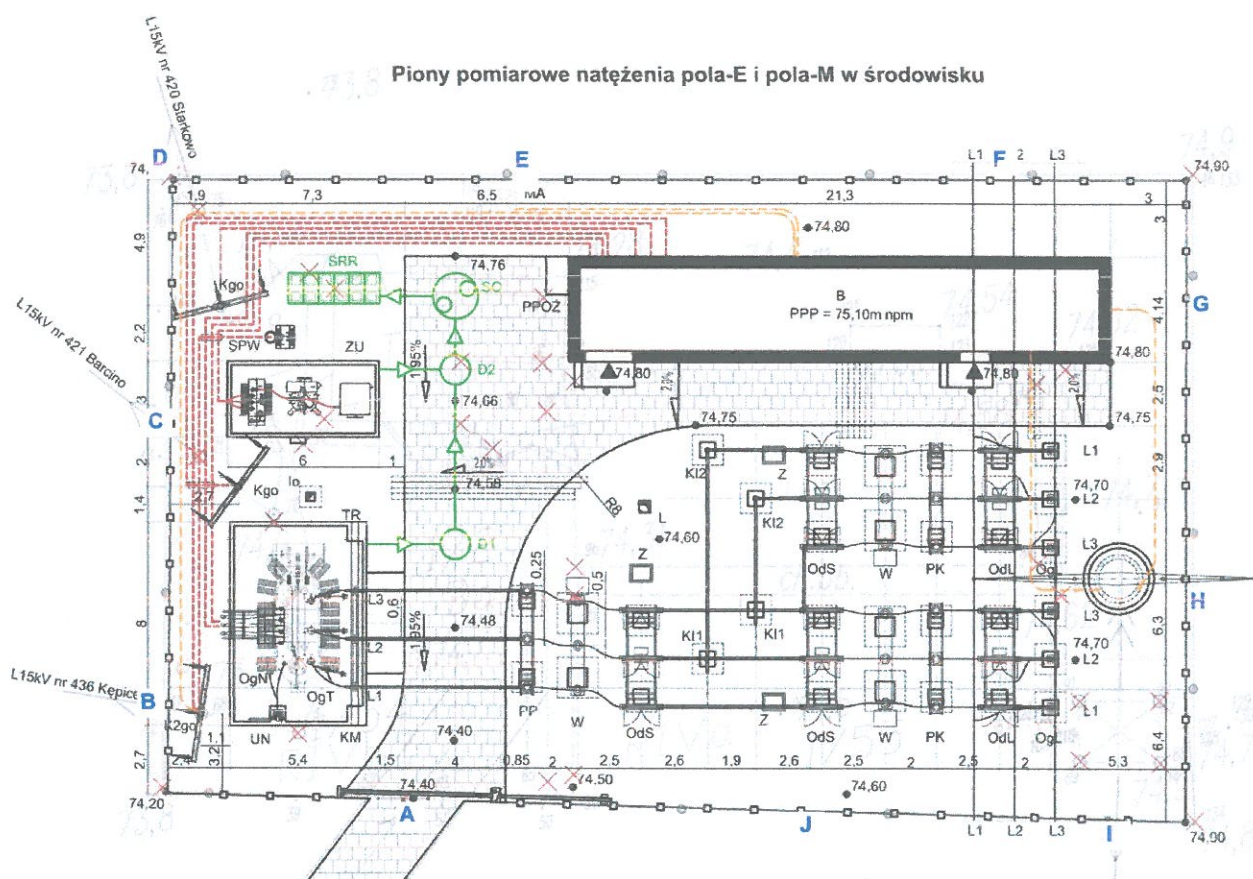 Piony pomiarowe natężenia pola-E i pola-M w środowisku
L15kV nr 420 Starkowo
L15kV nr 421 Barcino
L15kV nr 436 Kępice
D
E
L1
F
2
L3
74,
74,90
1,9
7,3
6,5
21,3
3
3
4,9
74,80
74,76
SRR
SO
Kgo
PPOŻ
B
PPP = 75,10m npm
G
4,14
2,2
SPW
ZU
1,95%
D2
74,80
74,80
74,80
2,0%
2,0%
C
3
74,66
74,75
74,75
2,5
2
6
1
2,0%
KI2
Z
L1
2,9
2,7
Kgo
Io
74,58
R8
1,4
L
KI2
74,70
L2
TR
D1
74,60
Z
L3
OdS
W
PK
OdL
OgL
0,25
0,5
8
L3
0,6
74,48
1,95%
L2
KI1
KI1
L3
H
6,3
74,70
L2
OgN
OgT
L1
B
K2go
UN
KM
PP
W
OdS
Z
OdS
W
PK
OdL
OgL
L1
74,40
1,1
3,2
2,7
2,4
5,4
1,5
4
0,85
2
2,5
2,6
1,9
2,6
2,5
2
2,5
2
5,3
6,4
74,20
74,40
74,50
74,60
A
J
L1
L2
L3
I
74,90